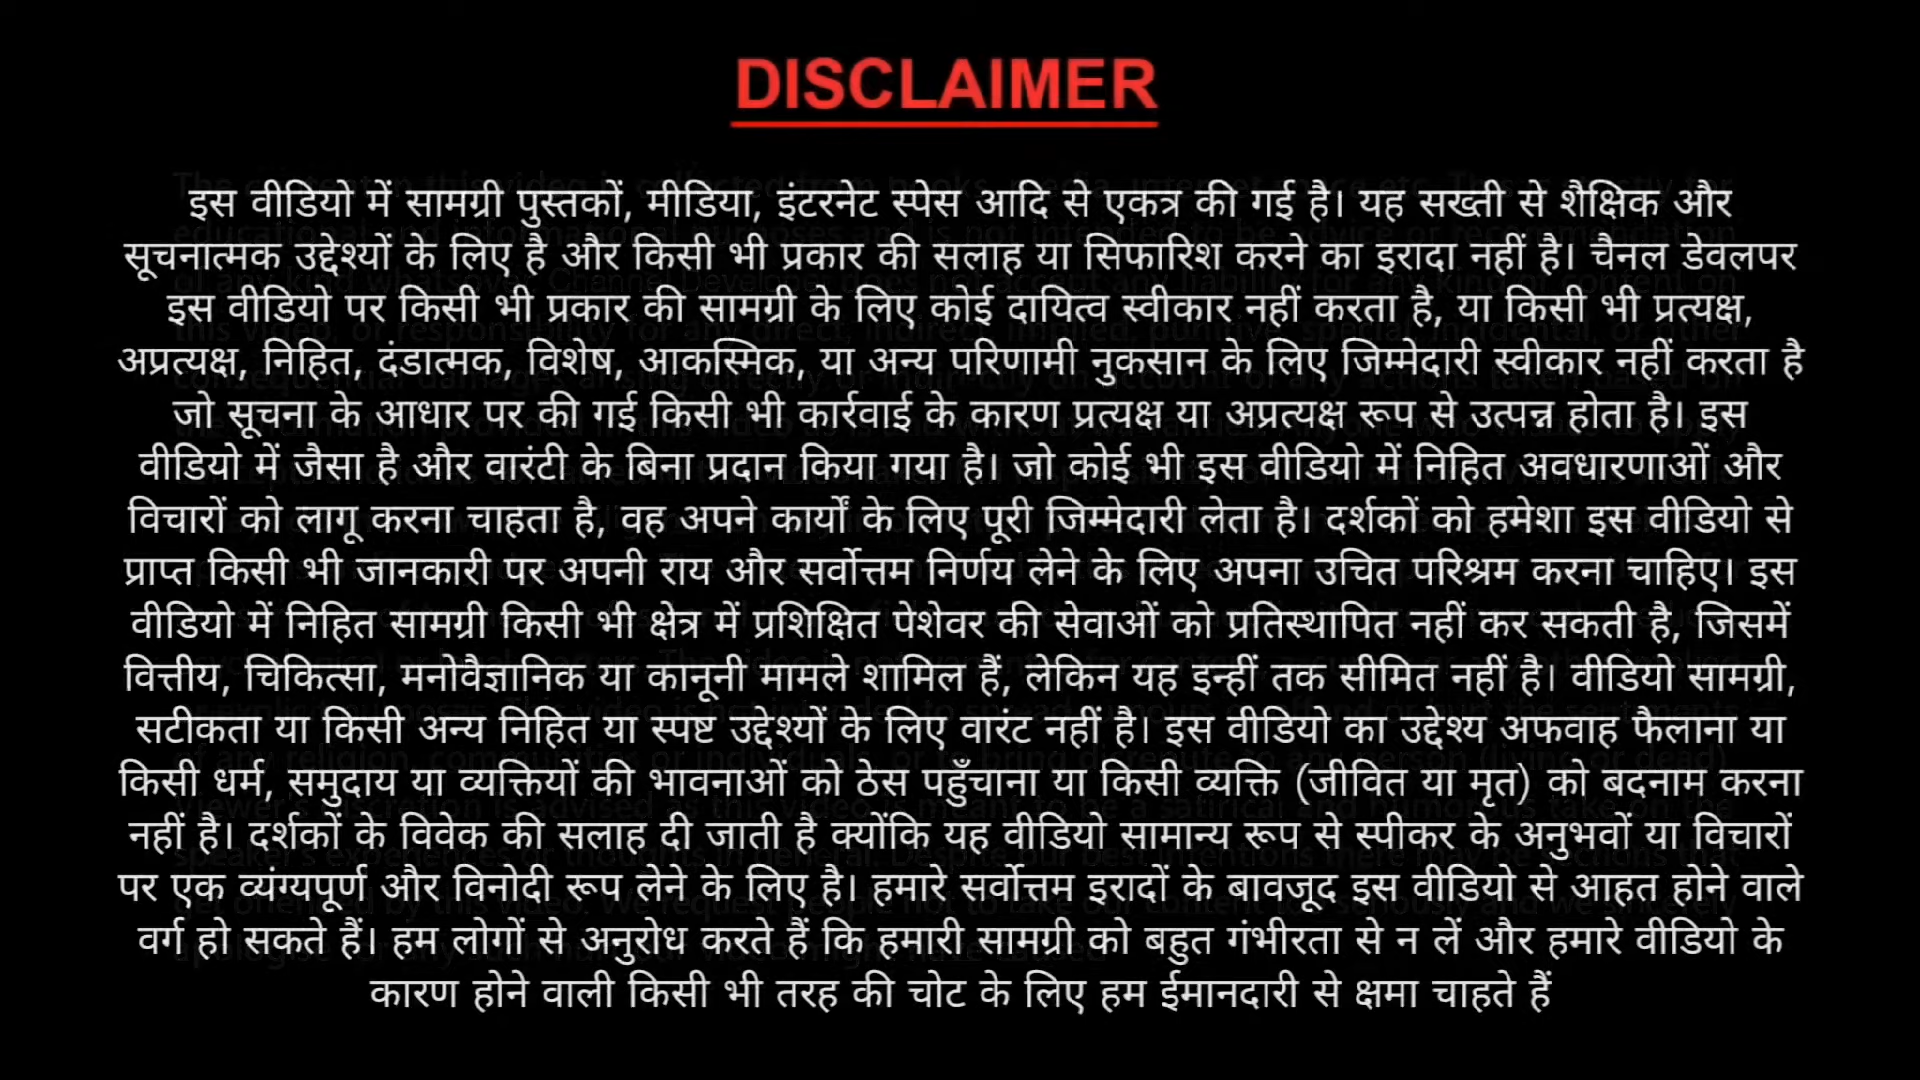 DISCLAIMER
इस वीडियो में सामग्री पुस्तकों, मीडिया, इंटरनेट स्पेस आदि से एकत्र की गई है। यह सख्ती से शैक्षिक और
सूचनात्मक उद्देश्यों के लिए है और किसी भी प्रकार की सलाह या सिफारिश करने का इरादा नहीं है। चैनल डेवलपर
इस वीडियो पर किसी भी प्रकार की सामग्री के लिए कोई दायित्व स्वीकार नहीं करता है, या किसी भी प्रत्यक्ष,
अप्रत्यक्ष, निहित, दंडात्मक, विशेष, आकस्मिक, या अन्य परिणामी नुकसान के लिए जिम्मेदारी स्वीकार नहीं करता है
जो सूचना के आधार पर की गई किसी भी कार्रवाई के कारण प्रत्यक्ष या अप्रत्यक्ष रूप से उत्पन्न होता है। इस
वीडियो में जैसा है और वारंटी के बिना प्रदान किया गया है। जो कोई भी इस वीडियो में निहित अवधारणाओं और
विचारों को लागू करना चाहता है, वह अपने कार्यों के लिए पूरी जिम्मेदारी लेता है। दर्शकों को हमेशा इस वीडियो से
प्राप्त किसी भी जानकारी पर अपनी राय और सर्वोत्तम निर्णय लेने के लिए अपना उचित परिश्रम करना चाहिए। इस
वीडियो में निहित सामग्री किसी भी क्षेत्र में प्रशिक्षित पेशेवर की सेवाओं को प्रतिस्थापित नहीं कर सकती है, जिसमें
वित्तीय, चिकित्सा, मनोवैज्ञानिक या कानूनी मामले शामिल हैं, लेकिन यह इन्हीं तक सीमित नहीं है। वीडियो सामग्री,
सटीकता या किसी अन्य निहित या स्पष्ट उद्देश्यों के लिए वारंट नहीं है। इस वीडियो का उद्देश्य अफवाह फैलाना या
किसी धर्म, समुदाय या व्यक्तियों की भावनाओं को ठेस पहुँचाना या किसी व्यक्ति (जीवित या मृत) को बदनाम करना
नहीं है। दर्शकों के विवेक की सलाह दी जाती है क्योंकि यह वीडियो सामान्य रूप से स्पीकर के अनुभवों या विचारों
पर एक व्यंग्यपूर्ण और विनोदी रूप लेने के लिए है। हमारे सर्वोत्तम इरादों के बावजूद इस वीडियो से आहत होने वाले
वर्ग हो सकते हैं। हम लोगों से अनुरोध करते हैं कि हमारी सामग्री को बहुत गंभीरता से न लें और हमारे वीडियो के
कारण होने वाली किसी भी तरह की चोट के लिए हम ईमानदारी से क्षमा चाहते हैं